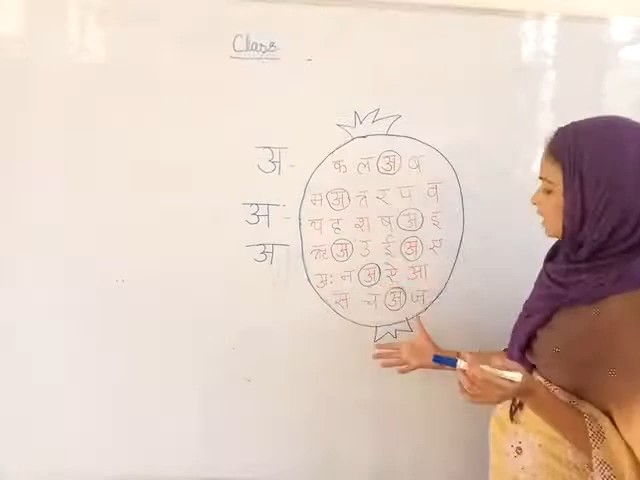 Class
अ - क ल अ ब
म अ त्र र प व
अ - थ ह श ष अ इ
अ ऋ अ उ ई अ ए
अः न अ ऐ आ
स च अ ज